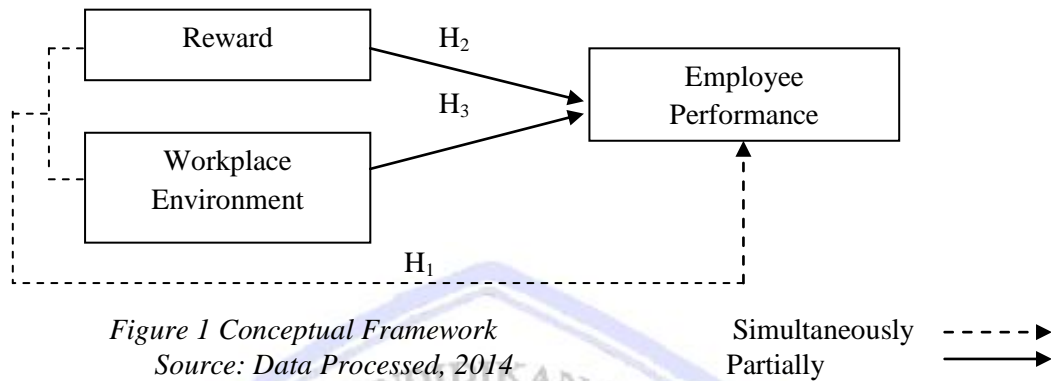 Reward
H₂
Employee
Performance
H₃
Workplace
Environment
H₁
Figure 1 Conceptual Framework
Source: Data Processed, 2014
Simultaneously
Partially